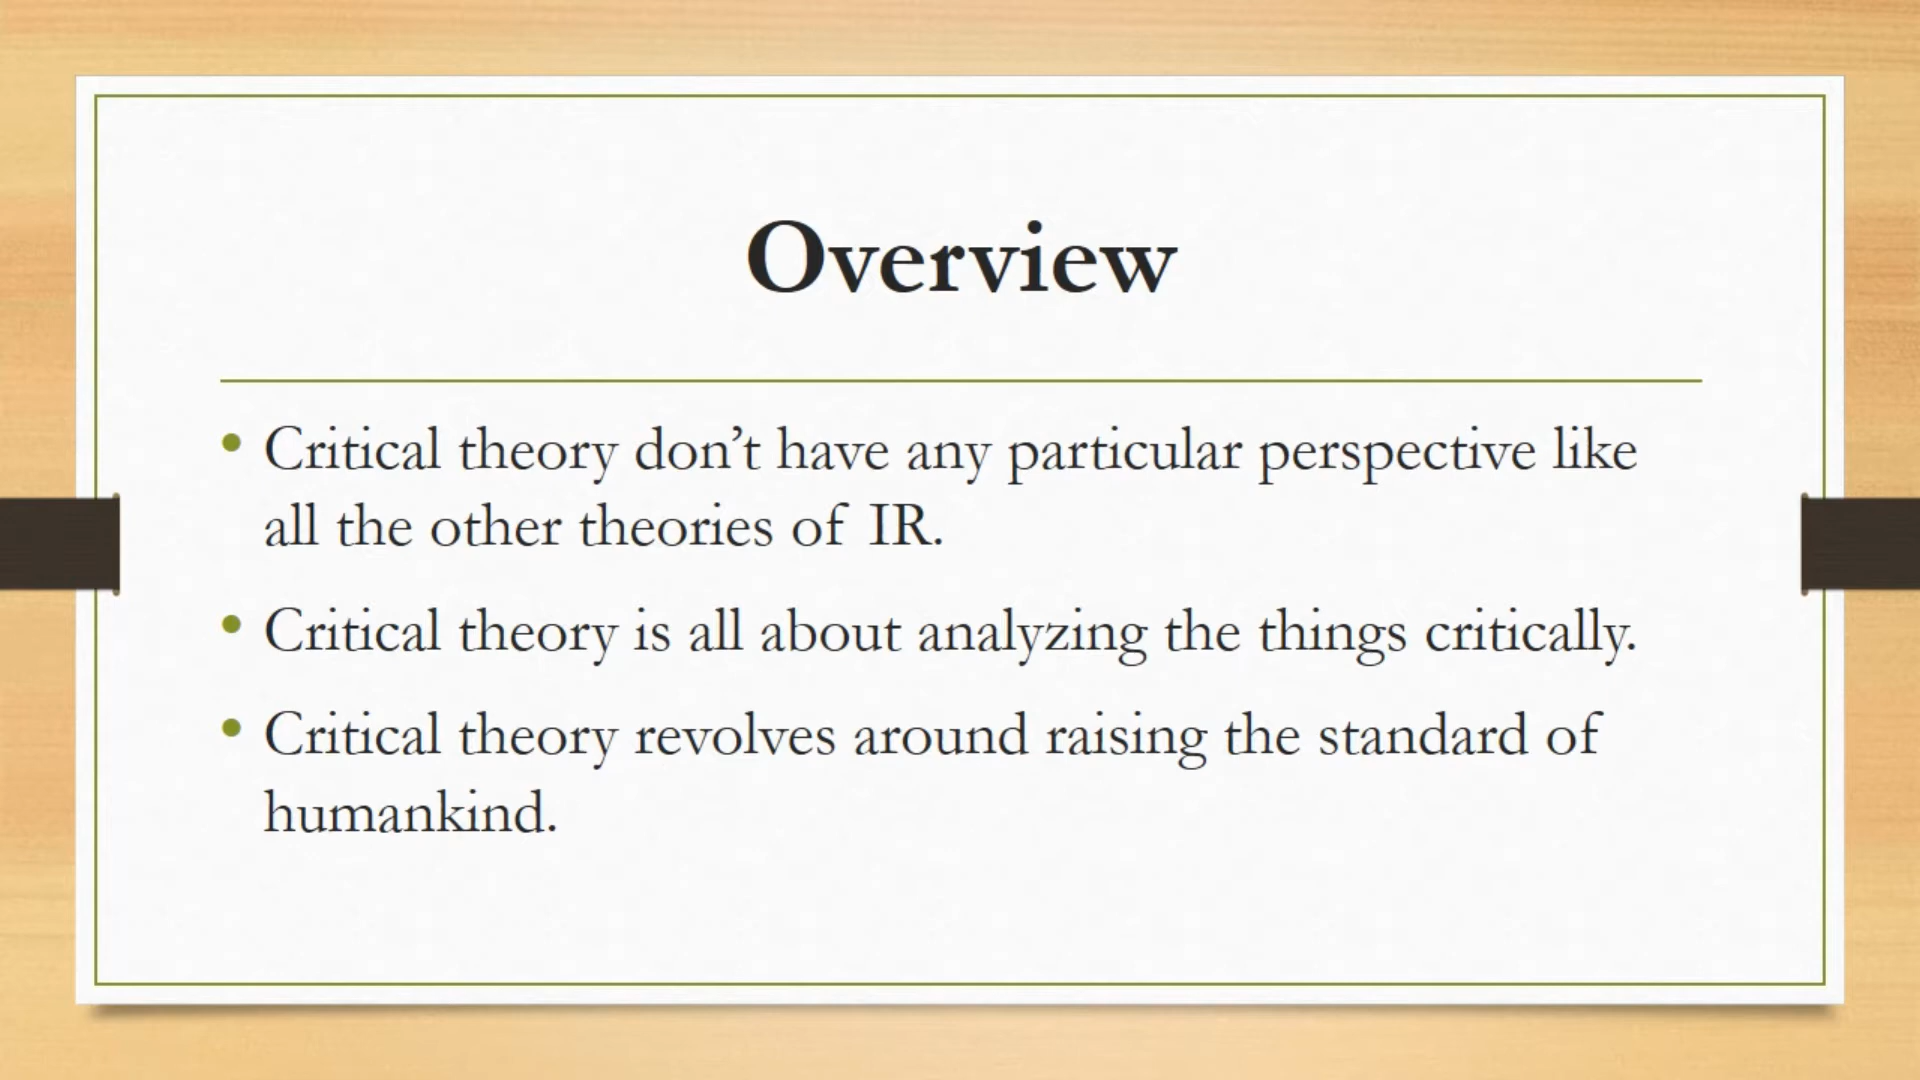 Overview
• Critical theory don’t have any particular perspective like
all the other theories of IR.
• Critical theory is all about analyzing the things critically.
• Critical theory revolves around raising the standard of
humankind.